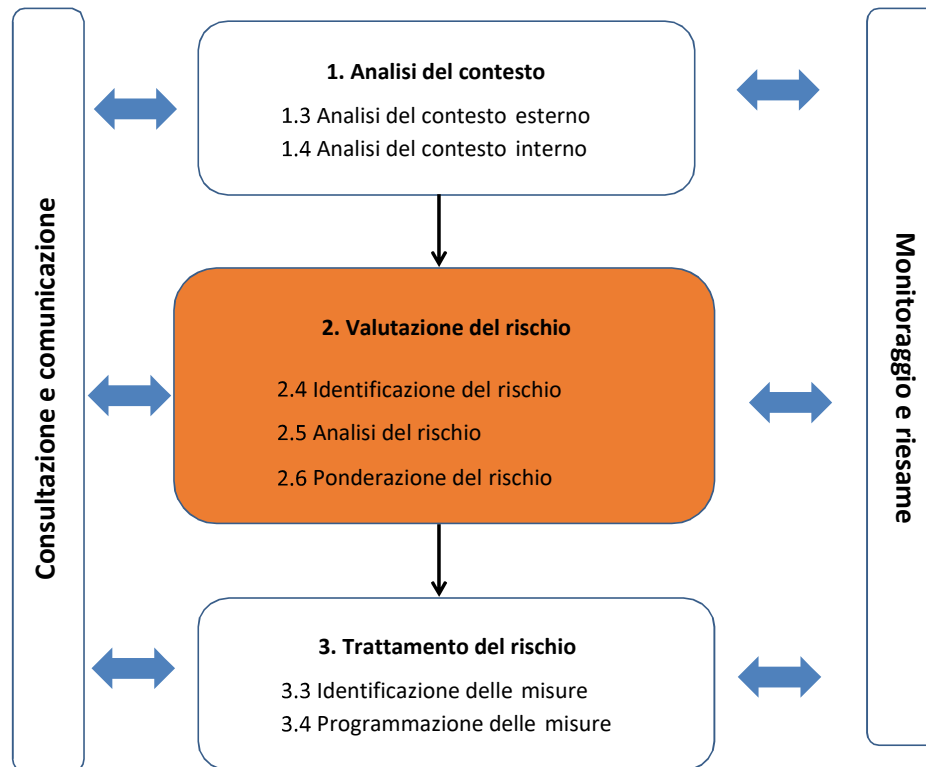 Consultazione e comunicazione
1. Analisi del contesto
1.3 Analisi del contesto esterno
1.4 Analisi del contesto interno
2. Valutazione del rischio
2.4 Identificazione del rischio
2.5 Analisi del rischio
2.6 Ponderazione del rischio
3. Trattamento del rischio
3.3 Identificazione delle misure
3.4 Programmazione delle misure
Monitoraggio e riesame